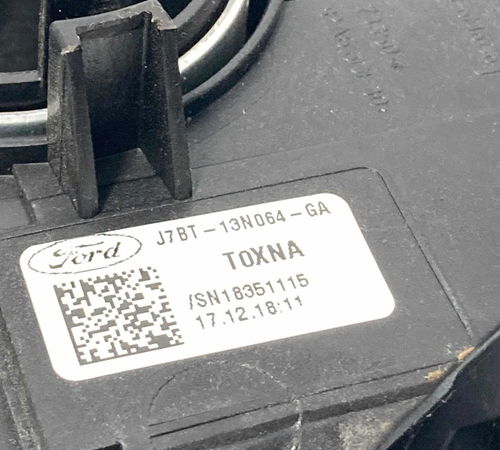 Ford
J7BT-13N064-GA
TOXNA
/SN18351115
17.12.18:11